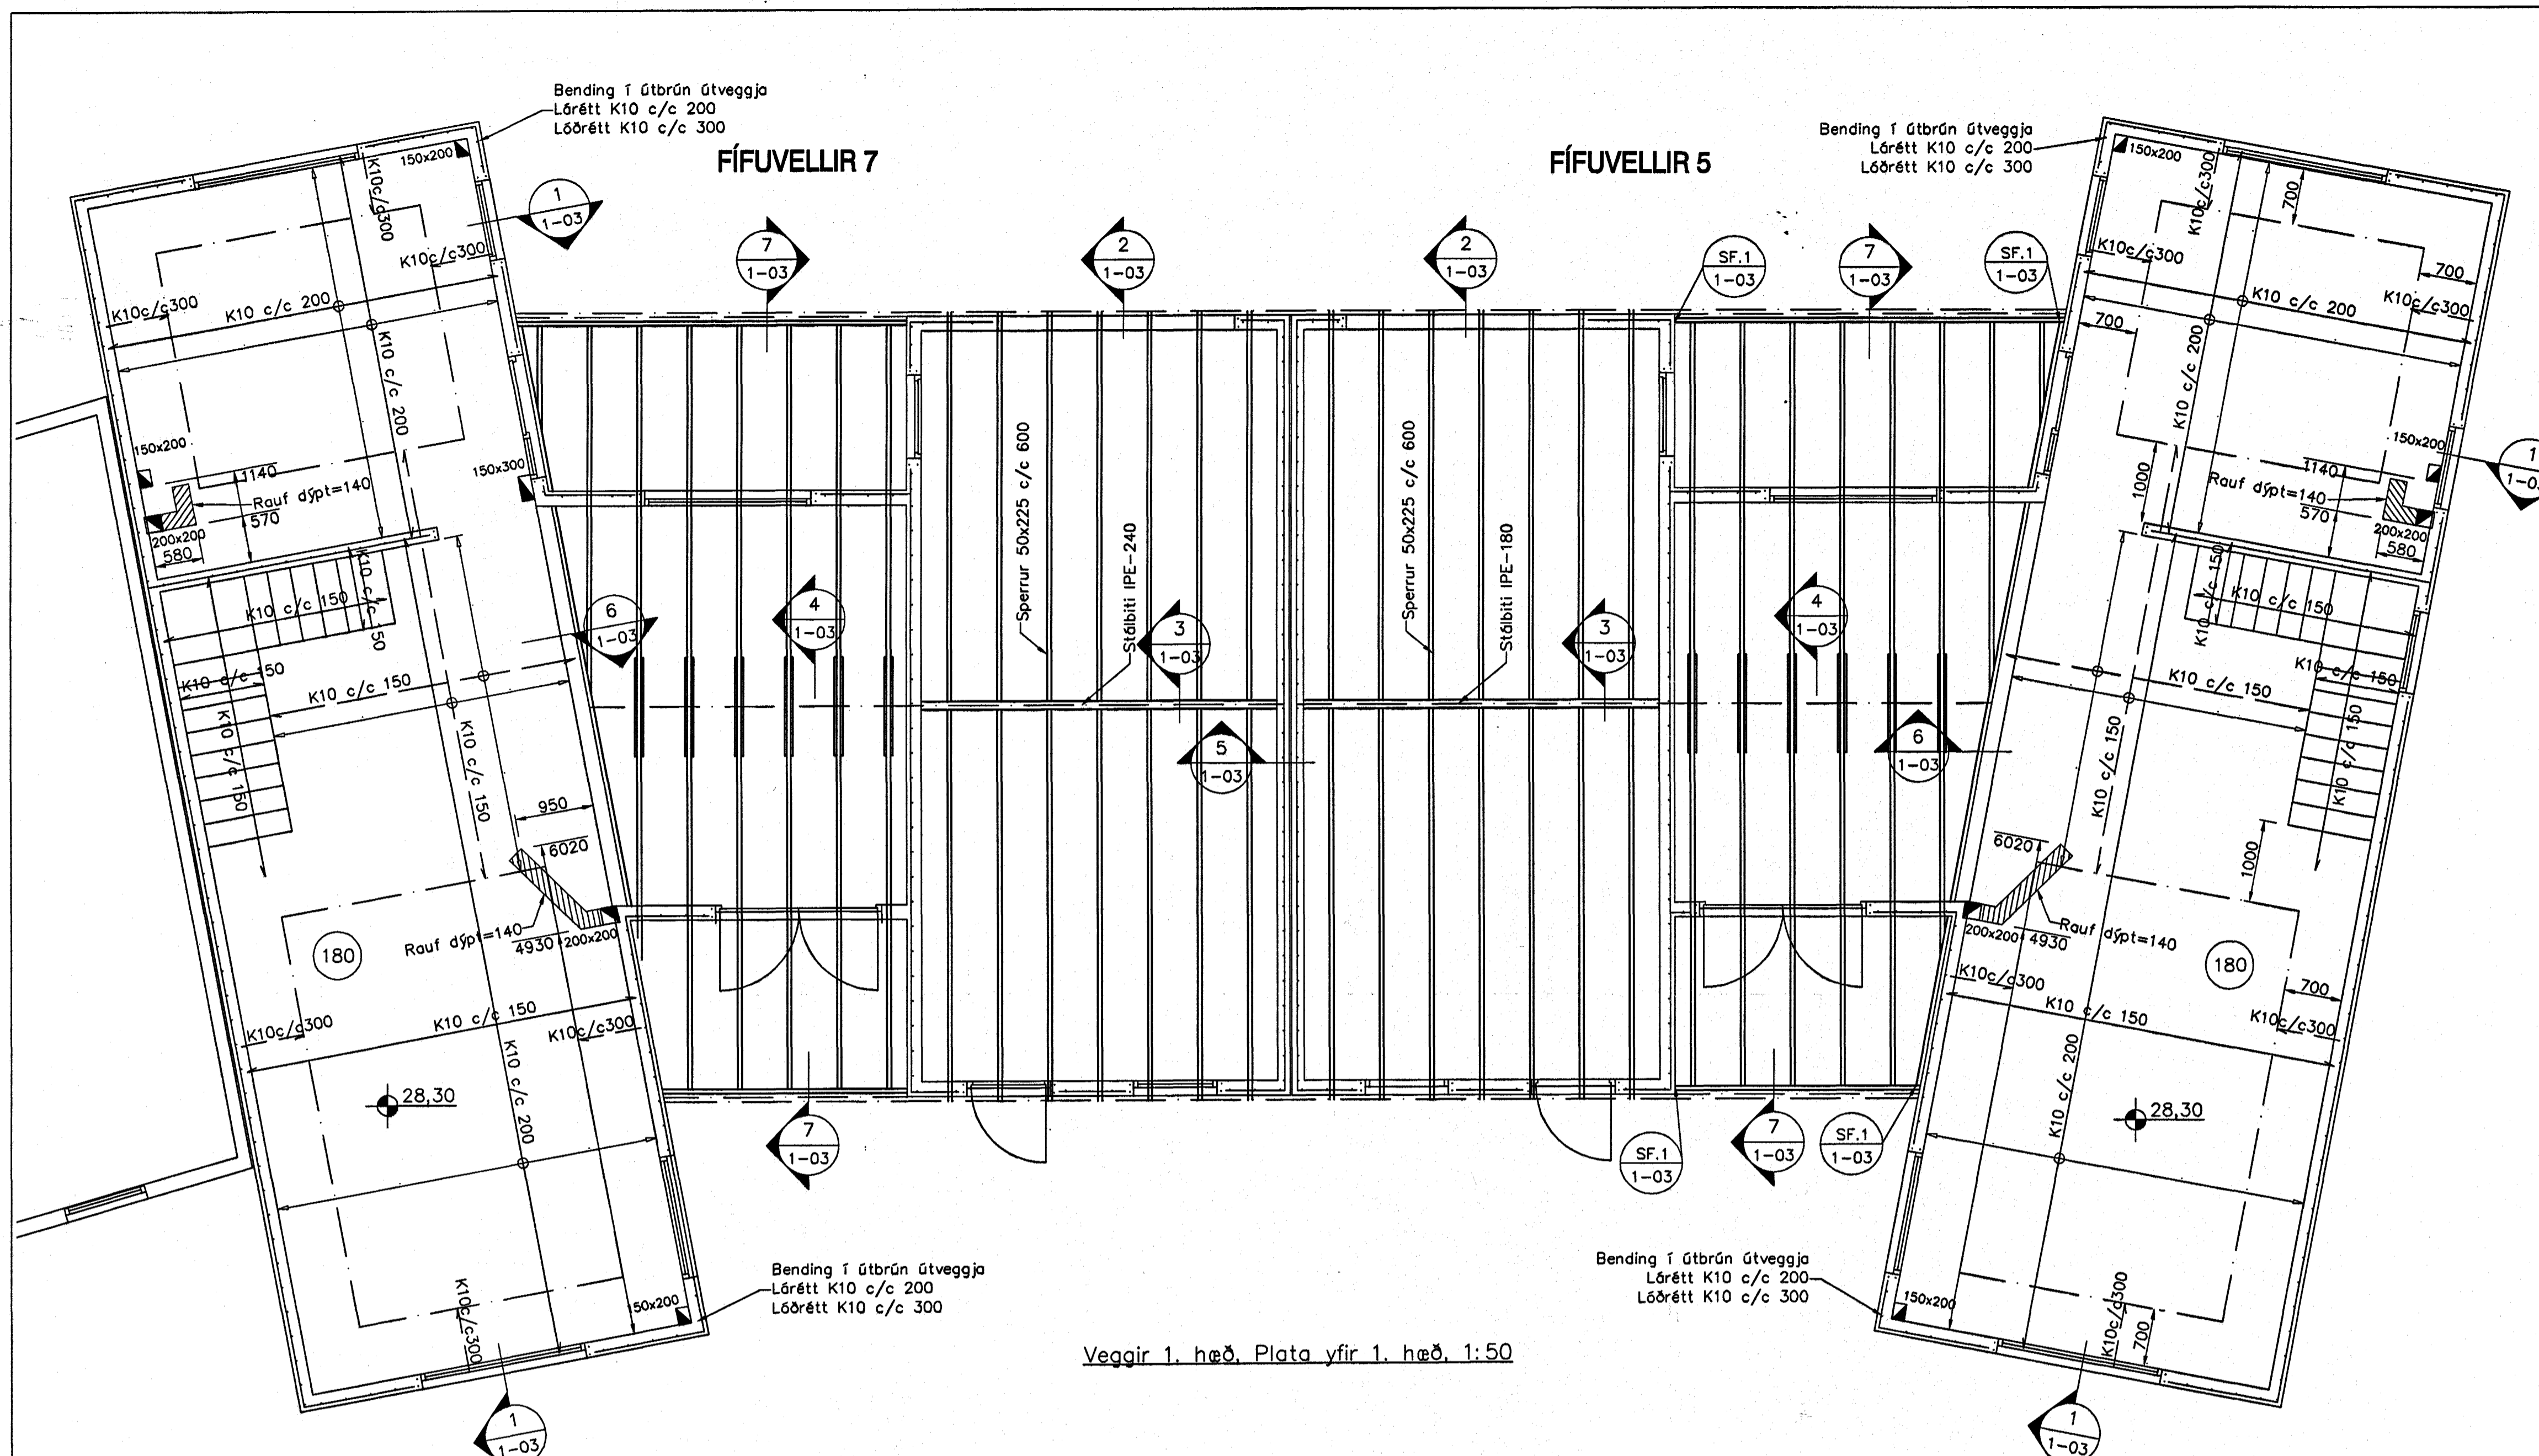 Bending í útbrún útveggja
Lárétt K10 c/c 200
Lóðrétt K10 c/c 300
FÍFUVELLIR 7
FÍFUVELLIR 5
Bending í útbrún útveggja
Lárétt K10 c/c 200
Lóðrétt K10 c/c 300
150x200
K10c/c300
1
1-03
K10c/c300
K10c/c300
K10 c/c 200
K10 c/c 200
150x200
1140
Rauf dýpt=140
570
200x200
580
150x300
7
1-03
2
1-03
2
1-03
SF.1
1-03
7
1-03
SF.1
1-03
150x200
K10c/c300
700
K10c/c300
700
K10 c/c 200
K10c/c300
700
K10 c/c 200
150x200
1
1-03
1140
1000
Rauf dýpt=140
570
200x200
580
Sperrur 50x225 c/c 600
Stálbiti IPE-240
Sperrur 50x225 c/c 600
Stálbiti IPE-180
K10 c/c 150
K10 c/c 150
K10 c/c 150
K10 c/c 150
K10 c/c 150
K10 c/c 150
6
1-03
4
1-03
3
1-03
3
1-03
4
1-03
5
1-03
6
1-03
K10 c/c 150
K10 c/c 150
K10 c/c 150
K10 c/c 150
K10 c/c 150
K10 c/c 150
950
6020
Rauf dýpt=140
4930
200x200
180
6020
1000
Rauf dýpt=140
200x200
4930
180
K10c/c300
K10 c/c 150
K10c/c300
K10 c/c 200
28,30
K10c/c300
700
K10 c/c 150
K10c/c300
K10 c/c 200
28,30
7
1-03
SF.1
1-03
7
1-03
SF.1
1-03
K10c/c300
150x200
Bending í útbrún útveggja
Lárétt K10 c/c 200
Lóðrétt K10 c/c 300
Bending í útbrún útveggja
Lárétt K10 c/c 200
Lóðrétt K10 c/c 300
150x200
K10c/c300
700
Veggir 1. hæð, Plata yfir 1. hæð, 1:50
1
1-03
1
1-03